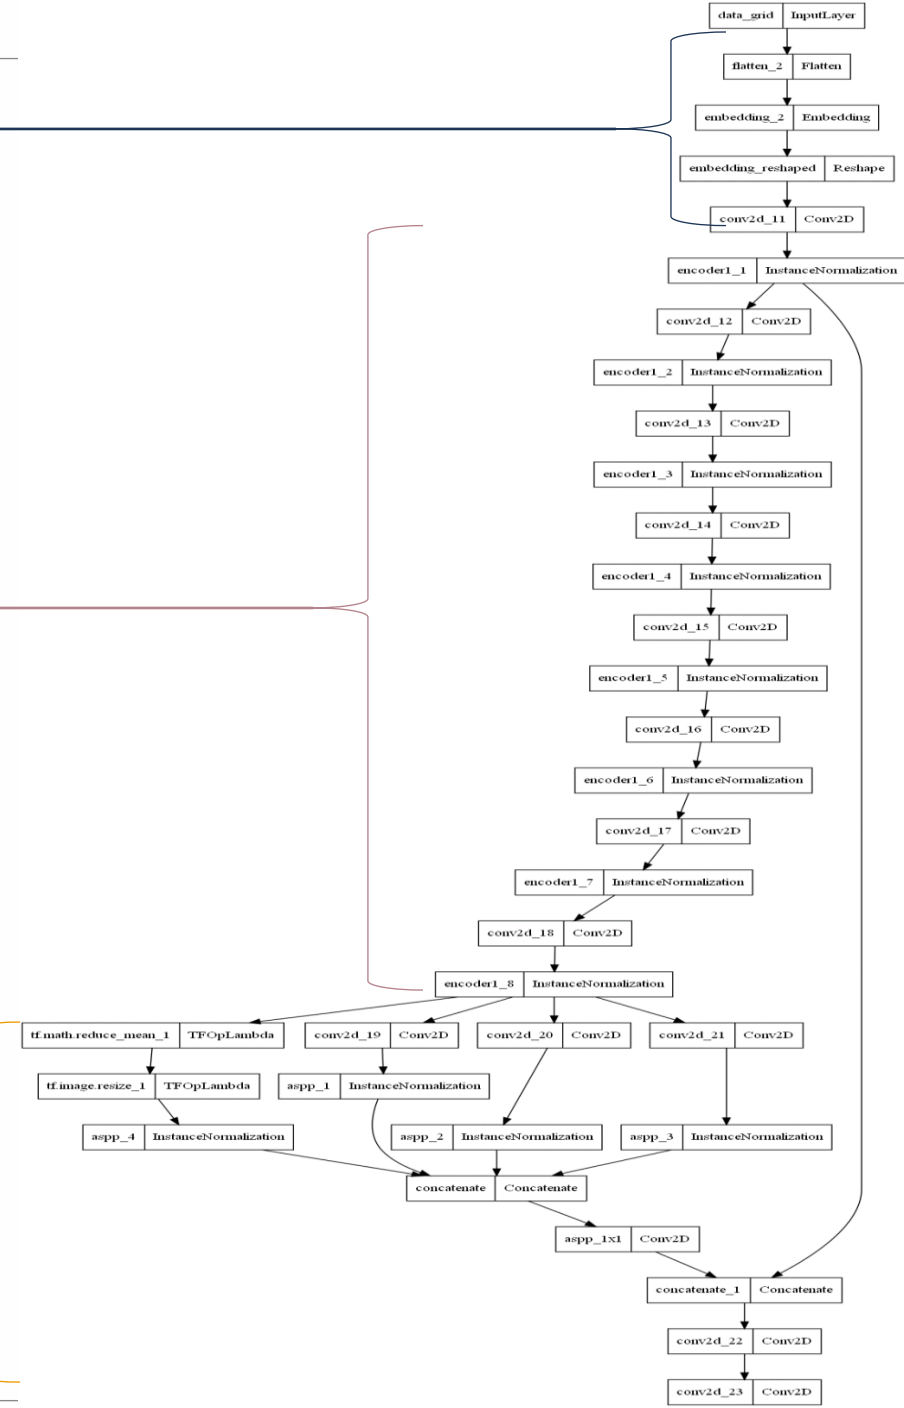 data_grid InputLayer
flatten_2 Flatten
embedding_2 Embedding
embedding_reshaped Reshape
conv2d_11 Conv2D
encoder1_1 InstanceNormalization
conv2d_12 Conv2D
encoder1_2 InstanceNormalization
conv2d_13 Conv2D
encoder1_3 InstanceNormalization
conv2d_14 Conv2D
encoder1_4 InstanceNormalization
conv2d_15 Conv2D
encoder1_5 InstanceNormalization
conv2d_16 Conv2D
encoder1_6 InstanceNormalization
conv2d_17 Conv2D
encoder1_7 InstanceNormalization
conv2d_18 Conv2D
encoder1_8 InstanceNormalization
tf.math.reduce_mean_1 TFOpLambda conv2d_19 Conv2D conv2d_20 Conv2D conv2d_21 Conv2D
tf.image.resize_1 TFOpLambda aspp_1 InstanceNormalization
aspp_4 InstanceNormalization aspp_2 InstanceNormalization aspp_3 InstanceNormalization
concatenate Concatenate
aspp_1x1 Conv2D
concatenate_1 Concatenate
conv2d_22 Conv2D
conv2d_23 Conv2D